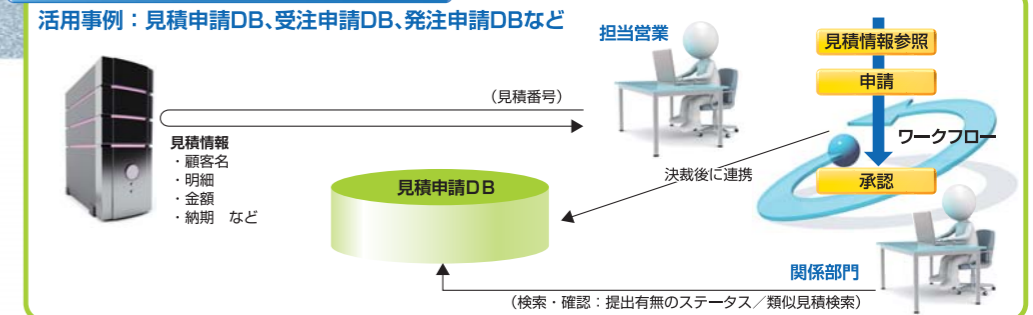 活用事例：見積申請DB、受注申請DB、発注申請DBなど
担当営業
見積情報参照
申請
（見積番号）
見積情報
・顧客名
・明細
・金額
・納期　など
ワークフロー
決裁後に連携
承認
見積申請DB
関係部門
（検索・確認：提出有無のステータス／類似見積検索）